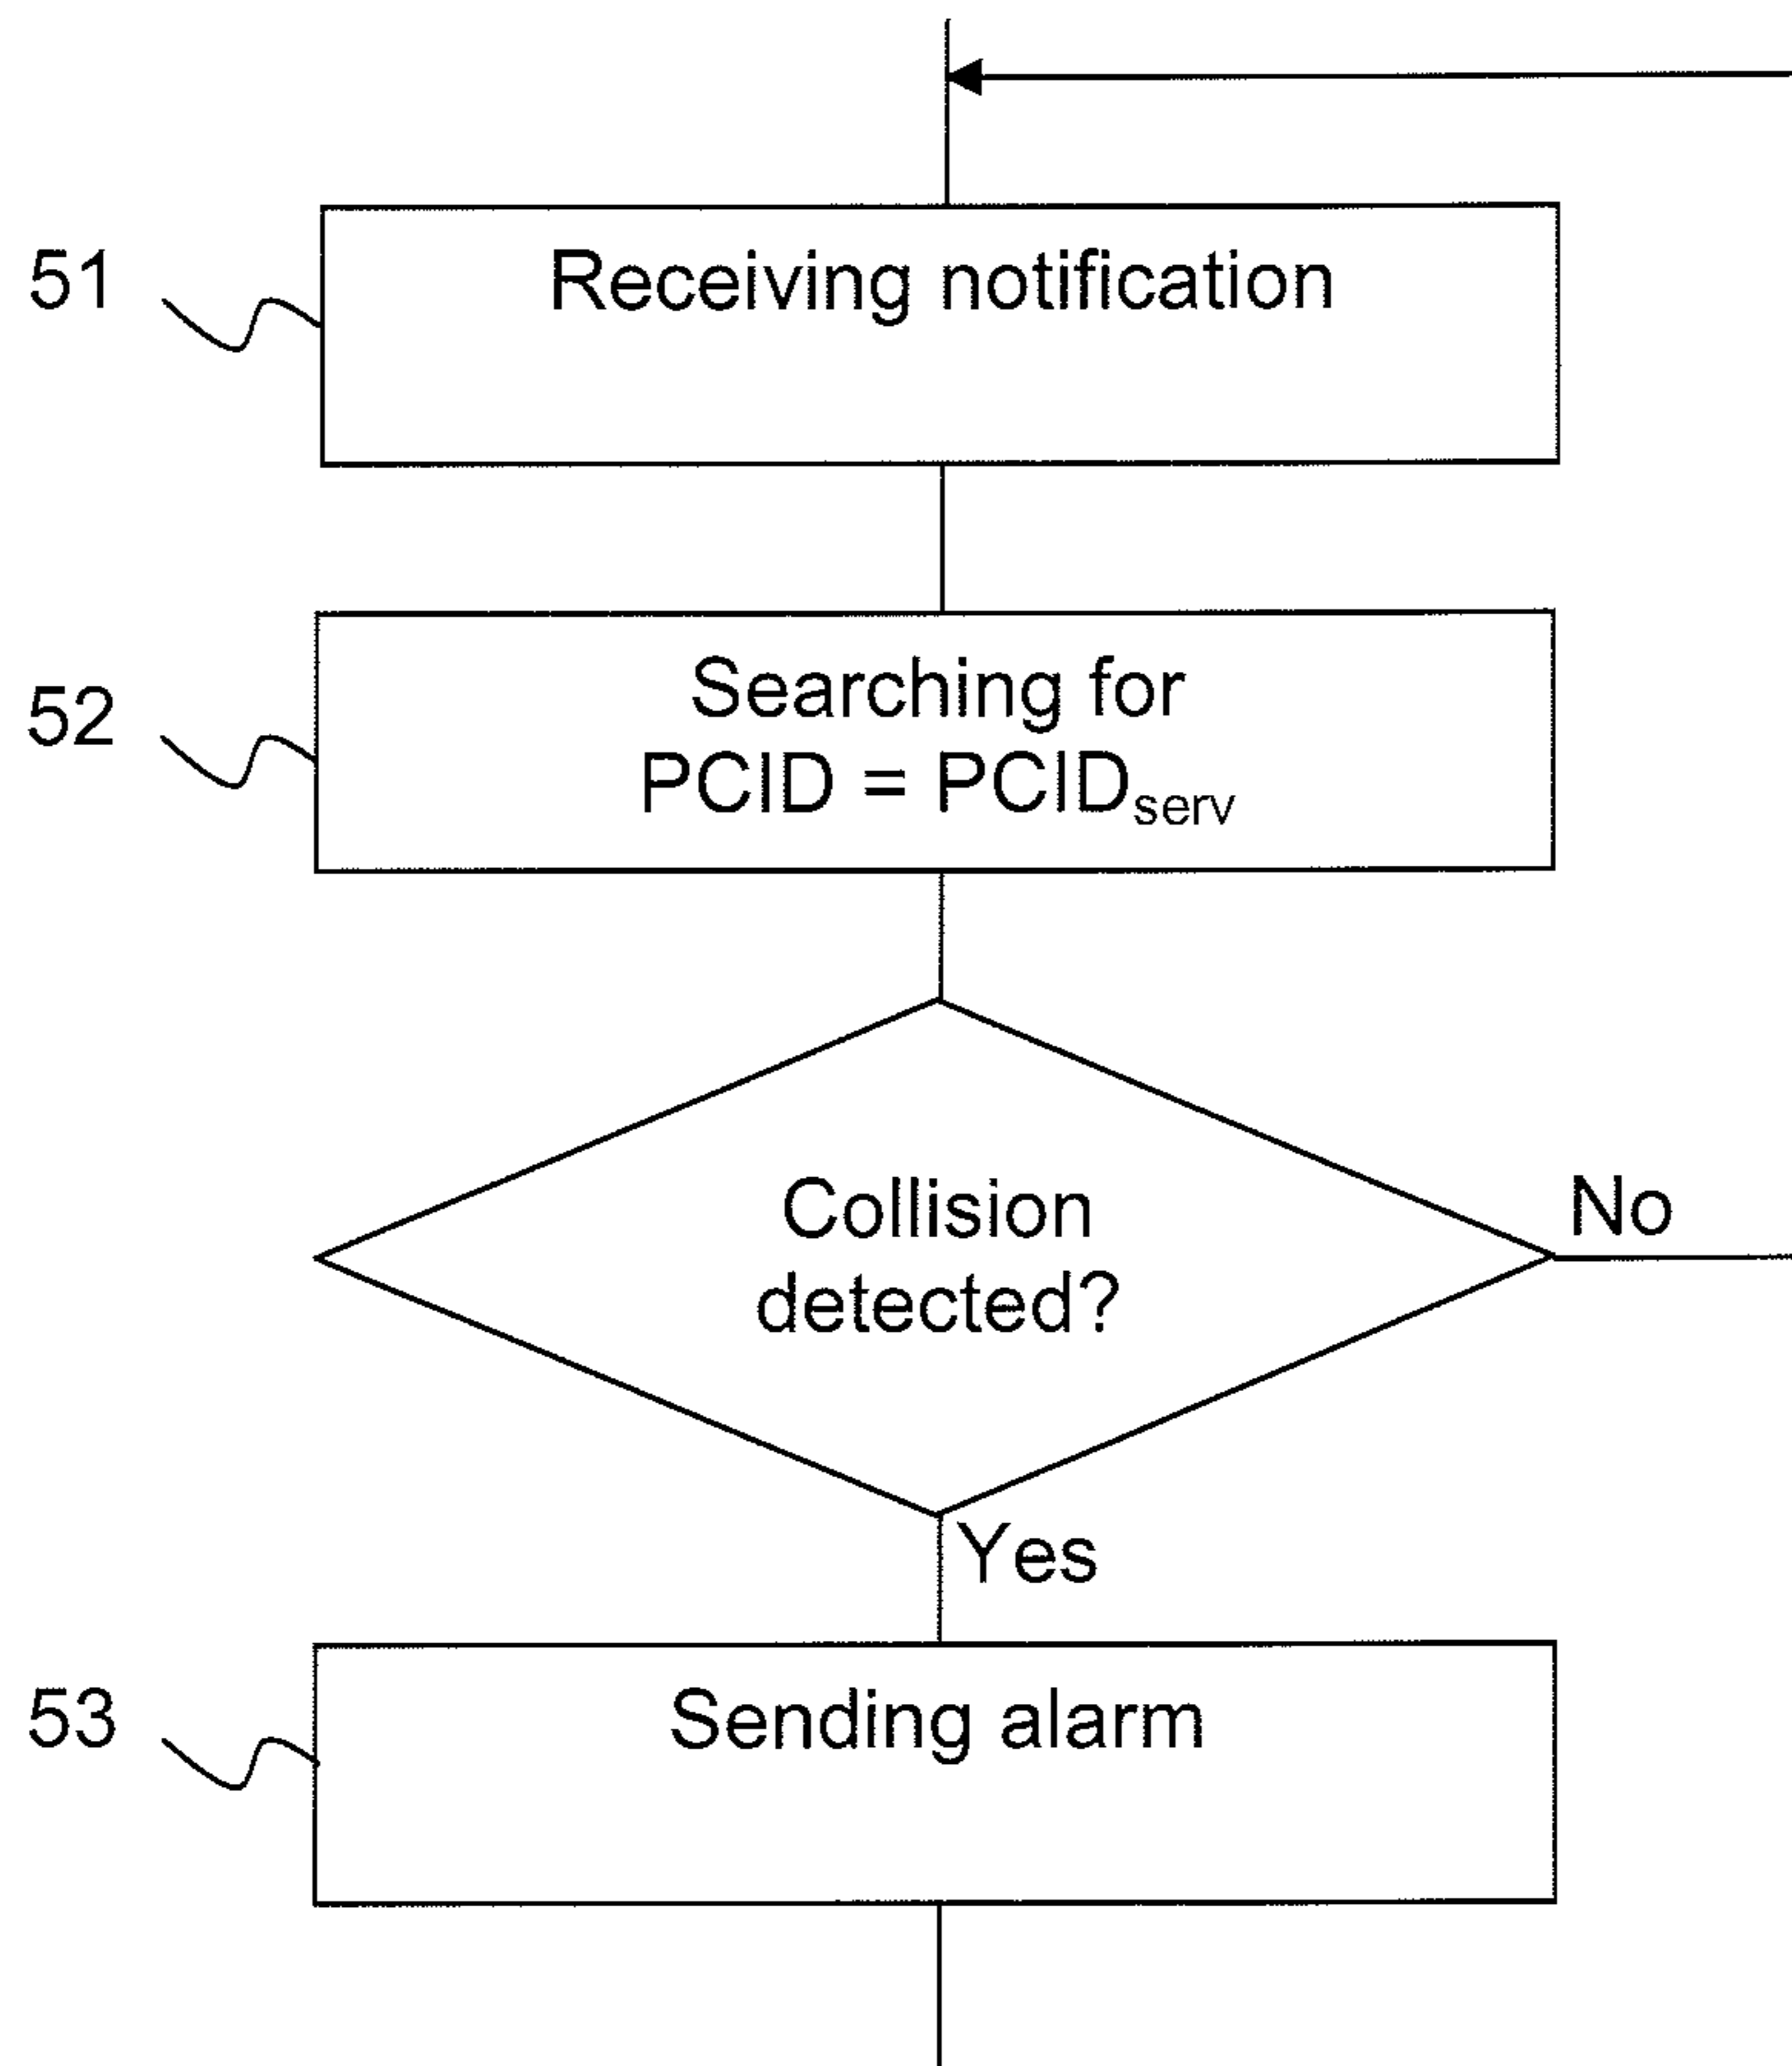 51
Receiving notification
52
Searching for
PCID = PCIDserv
Collision
detected?
No
Yes
53
Sending alarm